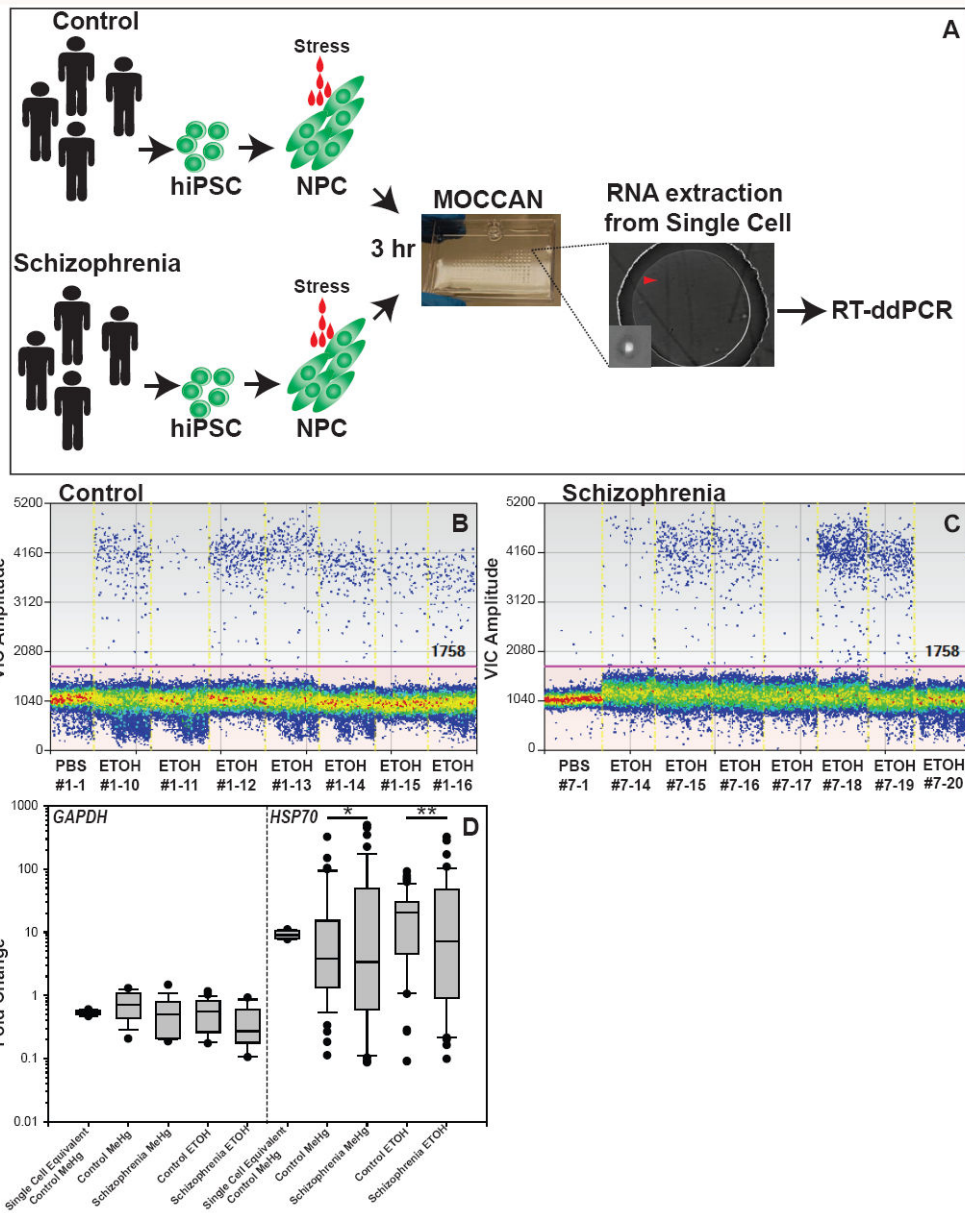 Control
A
Stress
hiPSC
NPC
MOCCAN
RNA extraction
from Single Cell
3 hr
RT-ddPCR
Schizophrenia
Stress
hiPSC
NPC
Control
B
5200
4160
3120
2080
1040
0
VIC Amplitude
1758
PBS
#1-1
ETOH
#1-10
ETOH
#1-11
ETOH
#1-12
ETOH
#1-13
ETOH
#1-14
ETOH
#1-15
ETOH
#1-16
Schizophrenia
C
5200
4160
3120
2080
1040
0
VIC Amplitude
1758
PBS
#7-1
ETOH
#7-14
ETOH
#7-15
ETOH
#7-16
ETOH
#7-17
ETOH
#7-18
ETOH
#7-19
ETOH
#7-20
GAPDH
HSP70
*
**
D
1000
100
10
1
0.1
0.01
Fold Change
Single Cell Equivalent
Control MeHg
Control MeHg
Schizophrenia MeHg
Control ETOH
Schizophrenia ETOH
Single Cell Equivalent
Control MeHg
Control MeHg
Schizophrenia MeHg
Control ETOH
Schizophrenia ETOH